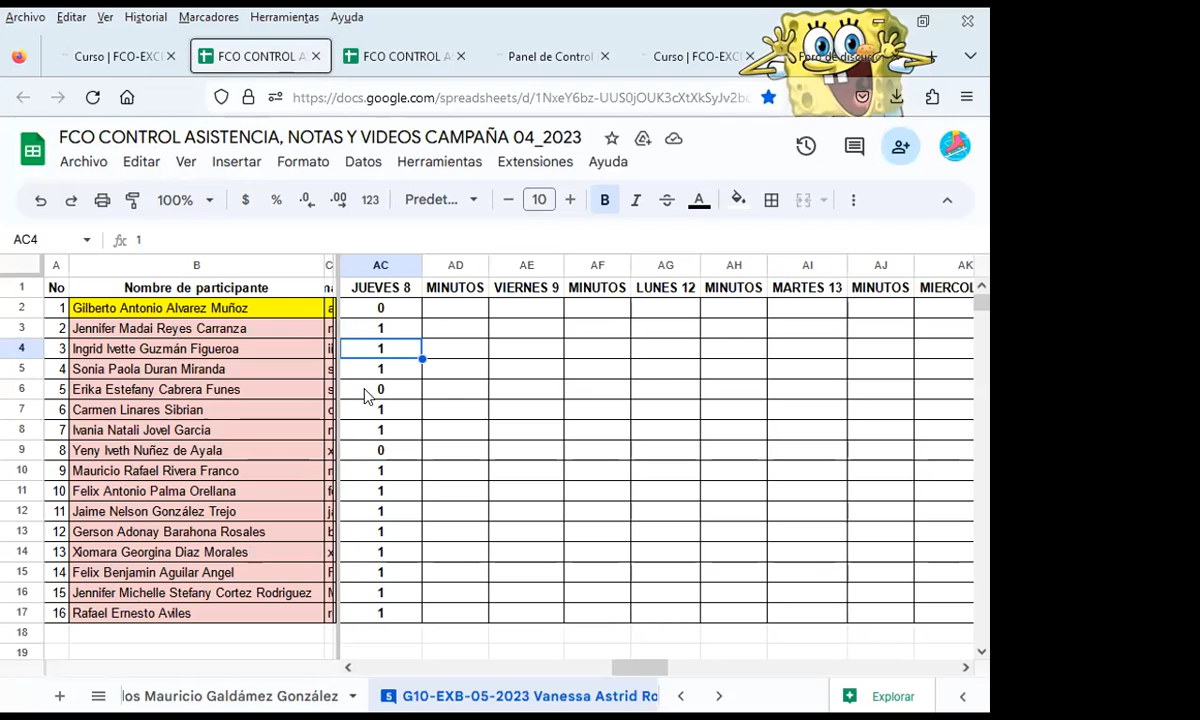 Archivo Editar Ver Historial Marcadores Herramientas Ayuda
Curso | FCO-EXC FCO CONTROL A FCO CONTROL A Panel de Control Curso | FCO-EXC Foro de
https://docs.google.com/spreadsheets/d/1NxeY6bz-UUS0jOUK3cXtXkSyJv2bc
FCO CONTROL ASISTENCIA, NOTAS Y VIDEOS CAMPAÑA 04_2023
Archivo Editar Ver Insertar Formato Datos Herramientas Extensiones Ayuda
100% $ % .0 .00 123 Predet... 10 B I A
AC4 fx 1
A B C AC AD AE AF AG AH AI AJ AK
1 No Nombre de participante JUEVES 8 MINUTOS VIERNES 9 MINUTOS LUNES 12 MINUTOS MARTES 13 MINUTOS MIERCOL
2 1 Gilberto Antonio Alvarez Muñoz a 0
3 2 Jennifer Madai Reyes Carranza 1
4 3 Ingrid Ivette Guzmán Figueroa 1
5 4 Sonia Paola Duran Miranda s 1
6 5 Erika Estefany Cabrera Funes s 0
7 6 Carmen Linares Sibrian 1
8 7 Ivania Natali Jovel Garcia 1
9 8 Yeny Iveth Nuñez de Ayala x 0
10 9 Mauricio Rafael Rivera Franco 1
11 10 Felix Antonio Palma Orellana 1
12 11 Jaime Nelson González Trejo 1
13 12 Gerson Adonay Barahona Rosales b 1
14 13 Xiomara Georgina Diaz Morales x 1
15 14 Felix Benjamin Aguilar Angel 1
16 15 Jennifer Michelle Stefany Cortez Rodriguez 1
17 16 Rafael Ernesto Aviles 1
18
19
los Mauricio Galdámez González 5 G10-EXB-05-2023 Vanessa Astrid Ro Explorar